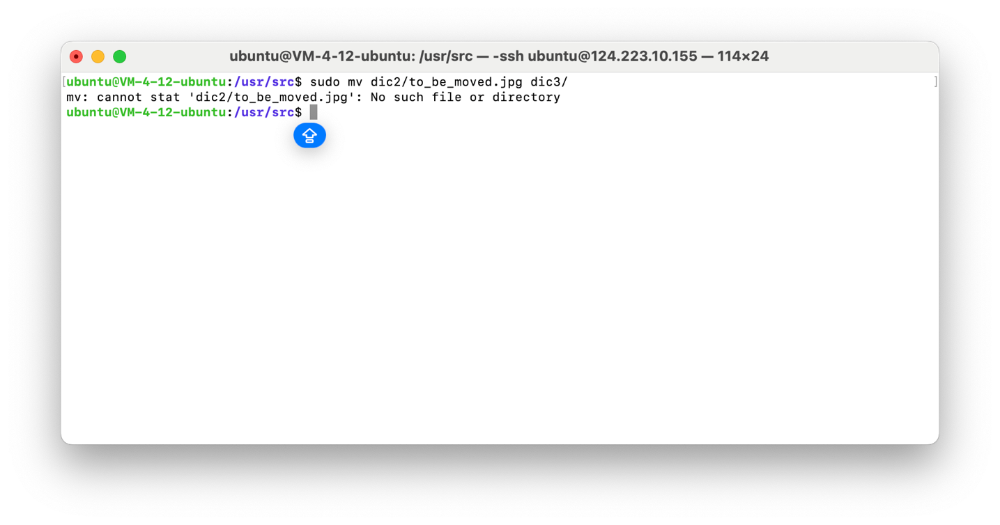 ubuntu@VM-4-12-ubuntu: /usr/src — -ssh ubuntu@124.223.10.155 — 114×24
[ubuntu@VM-4-12-ubuntu:/usr/src$ sudo mv dic2/to_be_moved.jpg dic3/ ]
mv: cannot stat 'dic2/to_be_moved.jpg': No such file or directory
ubuntu@VM-4-12-ubuntu:/usr/src$